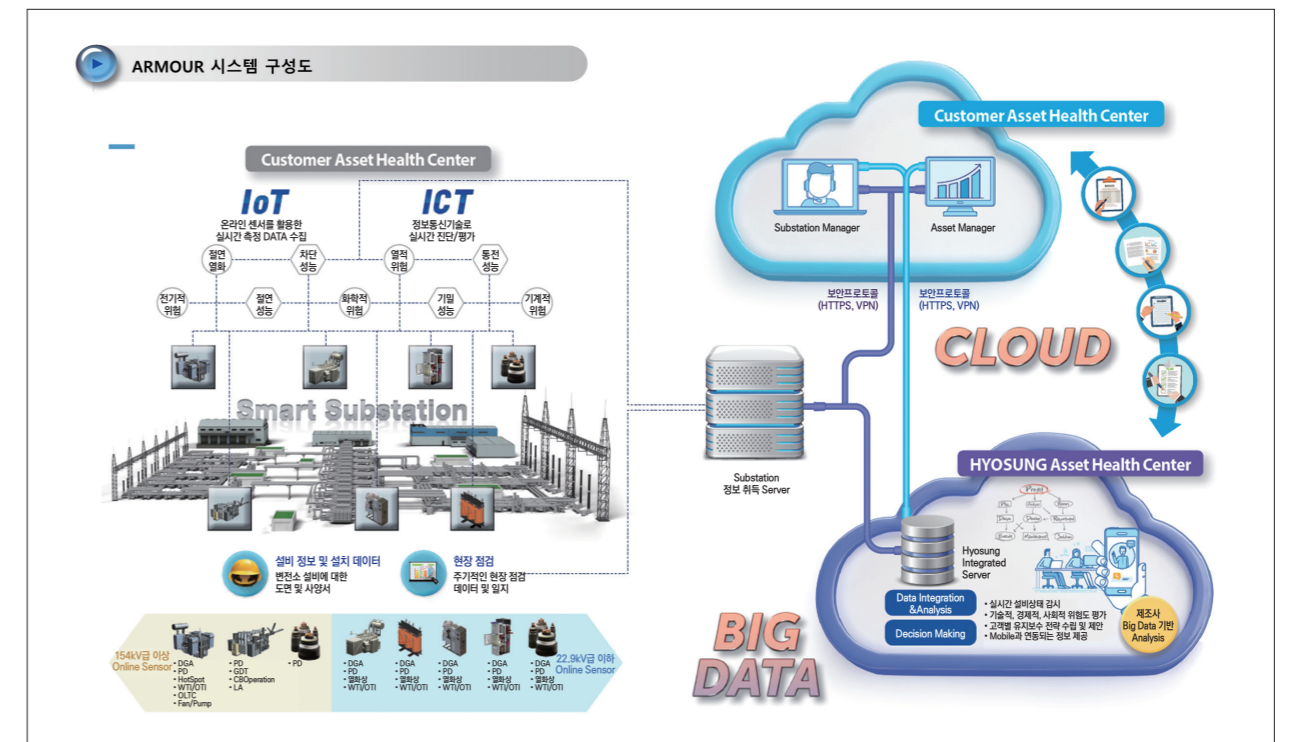 ARMOUR 시스템 구성도
Customer Asset Health Center
IoT
온라인 센서를 활용한
실시간 측정 DATA 수집
ICT
정보통신기술로
실시간 진단/평가
절연
열화
차단
성능
열적
위험
통전
성능
전기적
위험
절연
성능
화학적
위험
기밀
성능
기계적
위험
Smart Substation
설비 정보 및 설치 데이터
변전소 설비에 대한
도면 및 사양서
현장 점검
주기적인 현장 점검
데이터 및 일지
154kV급 이상
Online Sensor
• DGA
• PD
• HotSpot
• WTI/OTI
• OLTC
• Fan/Pump
• PD
• GDT
• CBOperation
• LA
• PD
• DGA
• PD
• 열화상
• WTI/OTI
• DGA
• PD
• 열화상
• WTI/OTI
• DGA
• PD
• 열화상
• WTI/OTI
• DGA
• PD
• 열화상
• WTI/OTI
• DGA
• PD
• 열화상
• WTI/OTI
22.9kV급 이하
Online Sensor
Customer Asset Health Center
Substation Manager
Asset Manager
보안프로토콜
(HTTPS, VPN)
보안프로토콜
(HTTPS, VPN)
CLOUD
Substation
정보 취득 Server
HYOSUNG Asset Health Center
Project
Hyosung
Integrated
Server
Data Integration
&Analysis
Decision Making
• 실시간 설비상태 감시
• 기술적, 경제적, 사회적 위험도 평가
• 고객별 유지보수 전략 수립 및 제안
• Mobile과 연동되는 정보 제공
제조사
Big Data 기반
Analysis
BIG
DATA